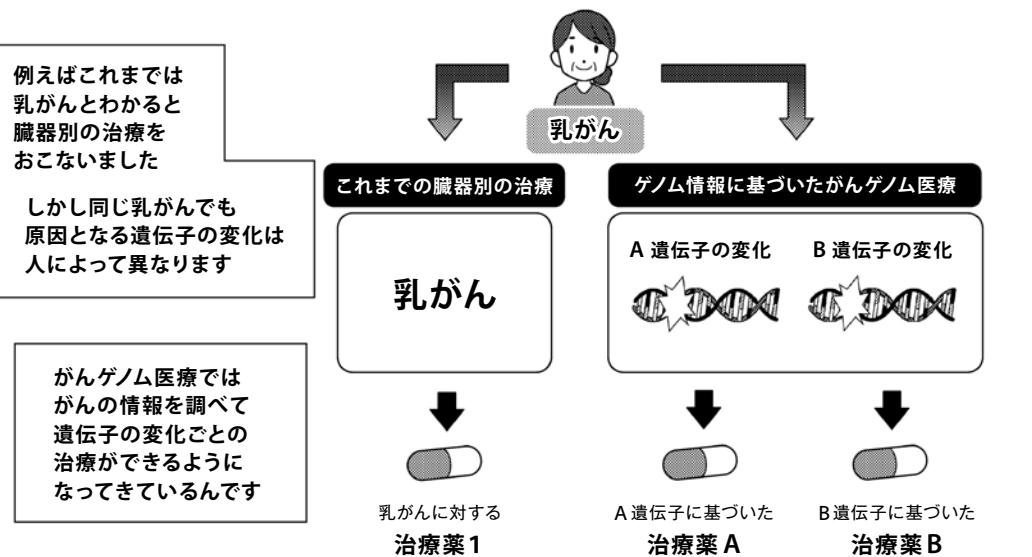 例えばこれまでは
乳がんとわかると
臓器別の治療を
おこないました
しかし同じ乳がんでも
原因となる遺伝子の変化は
人によって異なります
がんゲノム医療では
がんの情報を調べて
遺伝子の変化ごとの
治療ができるように
なってきているんです
乳がん
これまでの臓器別の治療
乳がん
乳がんに対する
治療薬1
ゲノム情報に基づいたがんゲノム医療
A 遺伝子の変化
B 遺伝子の変化
A遺伝子に基づいた
治療薬A
B遺伝子に基づいた
治療薬B